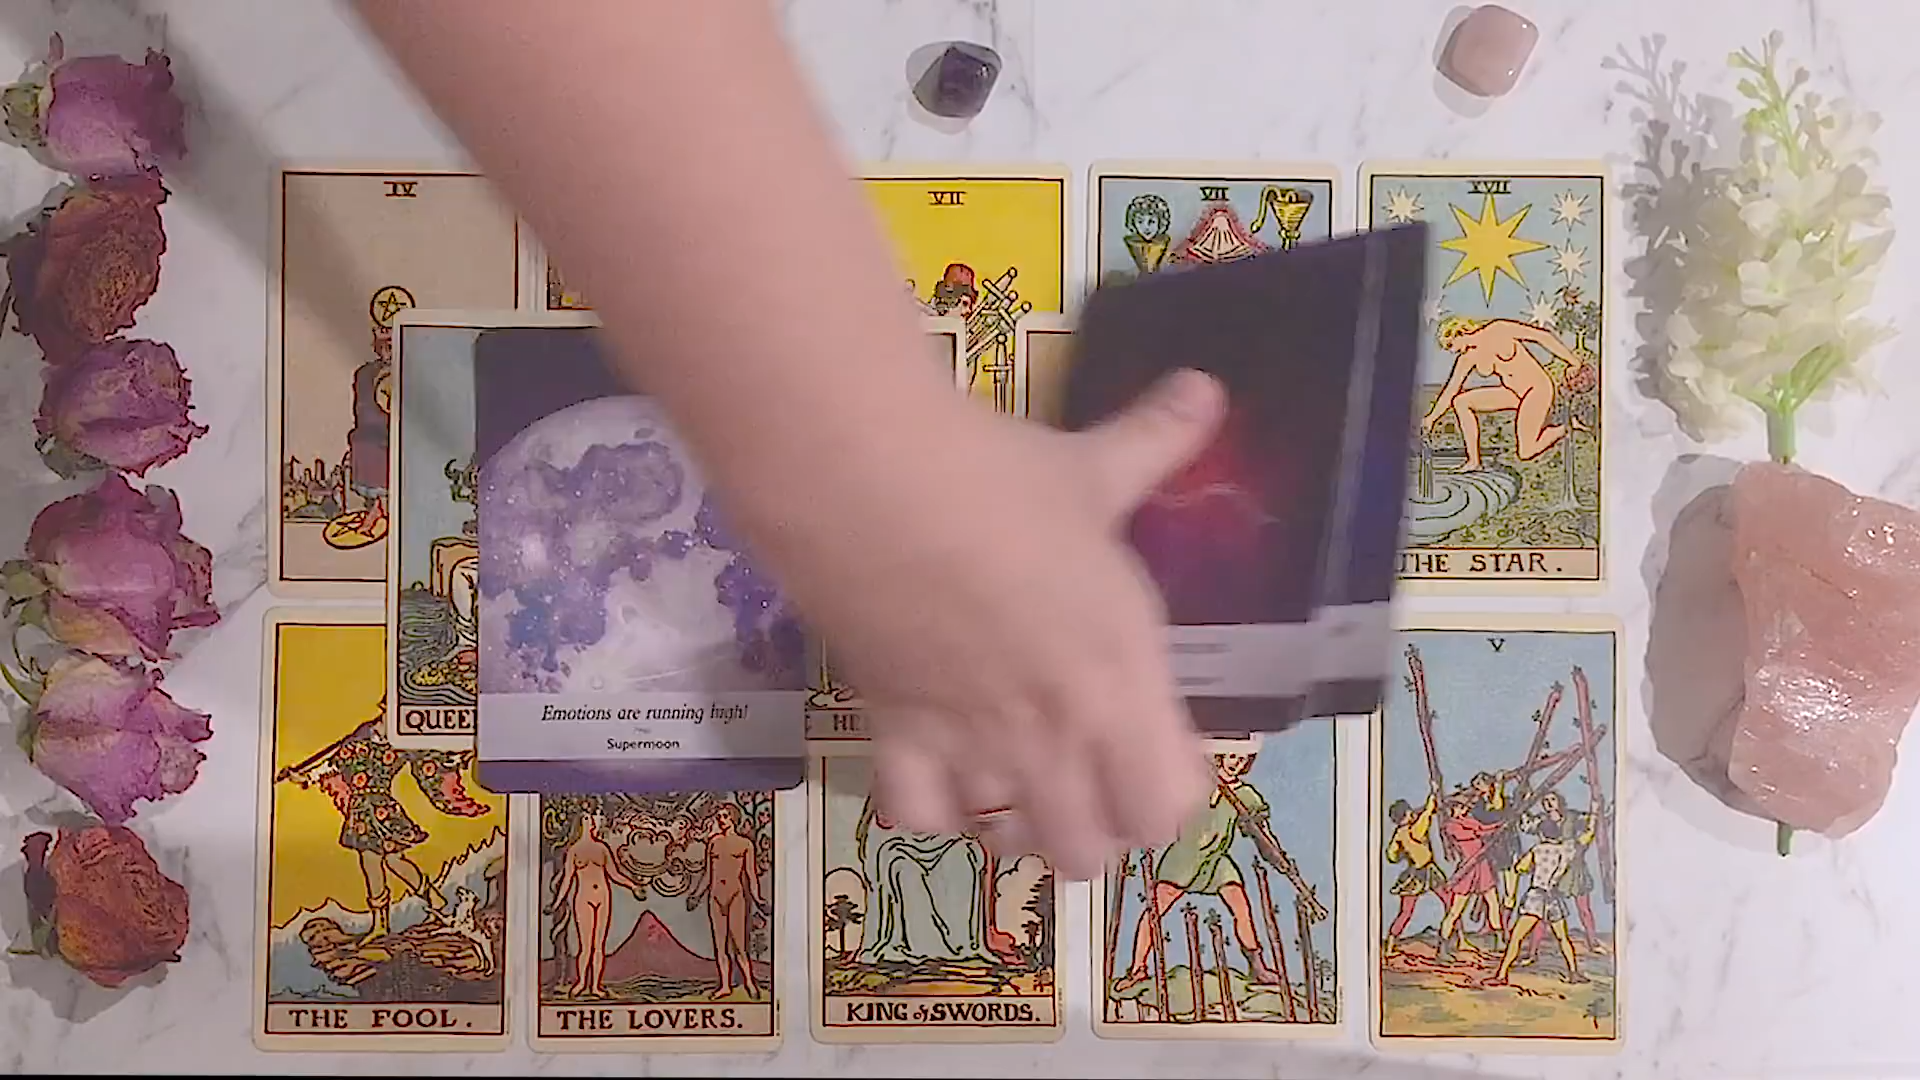 IV
VII
VII
XVII
THE STAR.
QUEE
Emotions are running high!
Supermoon
HE
V
THE FOOL.
THE LOVERS.
KING of SWORDS.